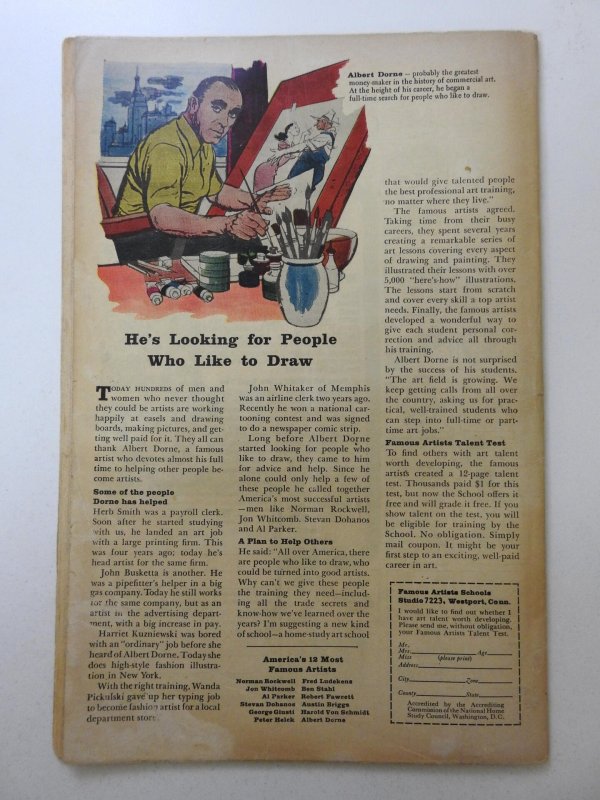 Albert Dorne – probably the greatest
money-maker in the history of commercial art.
At the height of his career, he began a
full-time search for people who like to draw.
He's Looking for People
Who Like to Draw
TODAY HUNDREDS of men and
women who never thought
they could be artists are working
happily at easels and drawing
boards, making pictures, and get-
ting well paid for it. They all can
thank Albert Dorne, a famous
artist who devotes almost his full
time to helping other people be-
come artists.
Some of the people
Dorne has helped
Herb Smith was a payroll clerk.
Soon after he started studying
with us, he landed an art job
with a large printing firm. This
was four years ago; today he's
head artist for the same firm.
John Busketta is another. He
was a pipefitter's helper in a big
gas company. Today he still works
for the same company, but as an
artist in the advertising depart-
ment, with a big increase in pay.
Harriet Kuzniewski was bored
with an "ordinary" job before she
heard of Albert Dorne. Today she
does high-style fashion illustra-
tion in New York.
With the right training, Wanda
Pickulski gave up her typing job
to become fashion artist for a local
department store.
John Whitaker of Memphis
was an airline clerk two years ago.
Recently he won a national car-
tooning contest and was signed
to do a newspaper comic strip.
Long before Albert Dorne
started looking for people who
like to draw, they came to him
for advice and help. Since he
alone could only help a few of
these people he called together
America's most successful artists
—men like Norman Rockwell,
Jon Whitcomb, Stevan Dohanos
and Al Parker.
A Plan to Help Others
He said: "All over America, there
are people who like to draw, who
could be turned into good artists.
Why can't we give these people
the training they need—includ-
ing all the trade secrets and
know-how we've learned over the
years? I'm suggesting a new kind
of school—a home-study art school
America's 12 Most
Famous Artists
Norman Rockwell Fred Ludekens
Jon Whitcomb Ben Stahl
Al Parker Robert Fawcett
Stevan Dohanos Austin Briggs
George Giusti Harold Von Schmidt
Peter Helck Albert Dorne
that would give talented people
the best professional art training,
no matter where they live."
The famous artists agreed.
Taking time from their busy
careers, they spent several years
creating a remarkable series of
art lessons covering every aspect
of drawing and painting. They
illustrated their lessons with over
5,000 "here's-how" illustrations.
The lessons start from scratch
and cover every skill a top artist
needs. Finally, the famous artists
developed a wonderful way to
give each student personal cor-
rection and advice all through
his training.
Albert Dorne is not surprised
by the success of his students.
"The art field is growing. We
keep getting calls from all over
the country, asking us for prac-
tical, well-trained students who
can step into full-time or part-
time art jobs."
Famous Artists Talent Test
To find others with art talent
worth developing, the famous
artists created a 12-page talent
test. Thousands paid $1 for this
test, but now the School offers it
free and will grade it free. If you
show talent on the test, you will
be eligible for training by the
School. No obligation. Simply
mail coupon. It might be your
first step to an exciting, well-paid
career in art.
Famous Artists Schools
Studio 7223, Westport, Conn.
I would like to find out whether I
have art talent worth developing.
Please send me, without obligation,
your Famous Artists Talent Test.
Mr.
Mrs. Age
Miss (please print)
Address
City Zone
County State
Accredited by the Accrediting
Commission of the National Home
Study Council, Washington, D.C.